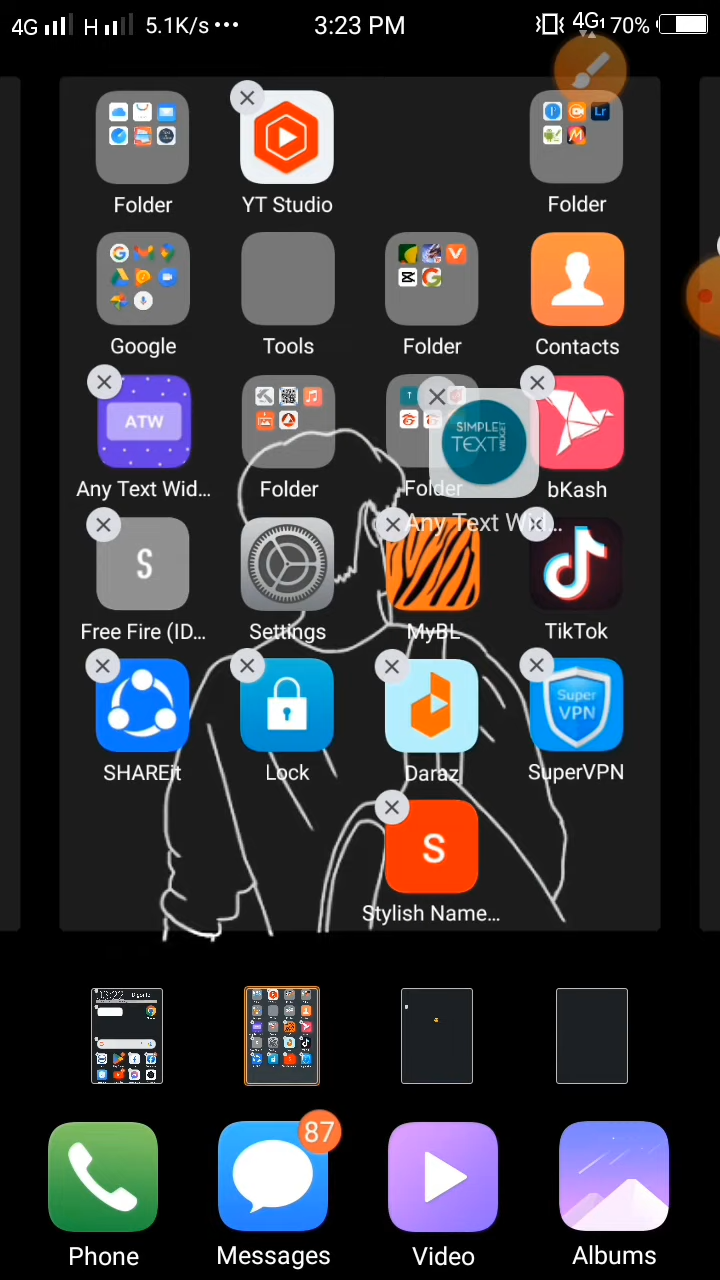 4G H 5.1K/s••• 3:23 PM 4G 70%
Folder YT Studio Folder
Google Tools Folder Contacts
ATW
SIMPLE
TEXT
WIDGET
Any Text Wid... Folder Folder bKash
Any Text Wid...
S
Free Fire (ID... Settings MyBL TikTok
Super
VPN
SHAREit Lock Daraz SuperVPN
S
Stylish Name...
87
Phone Messages Video Albums